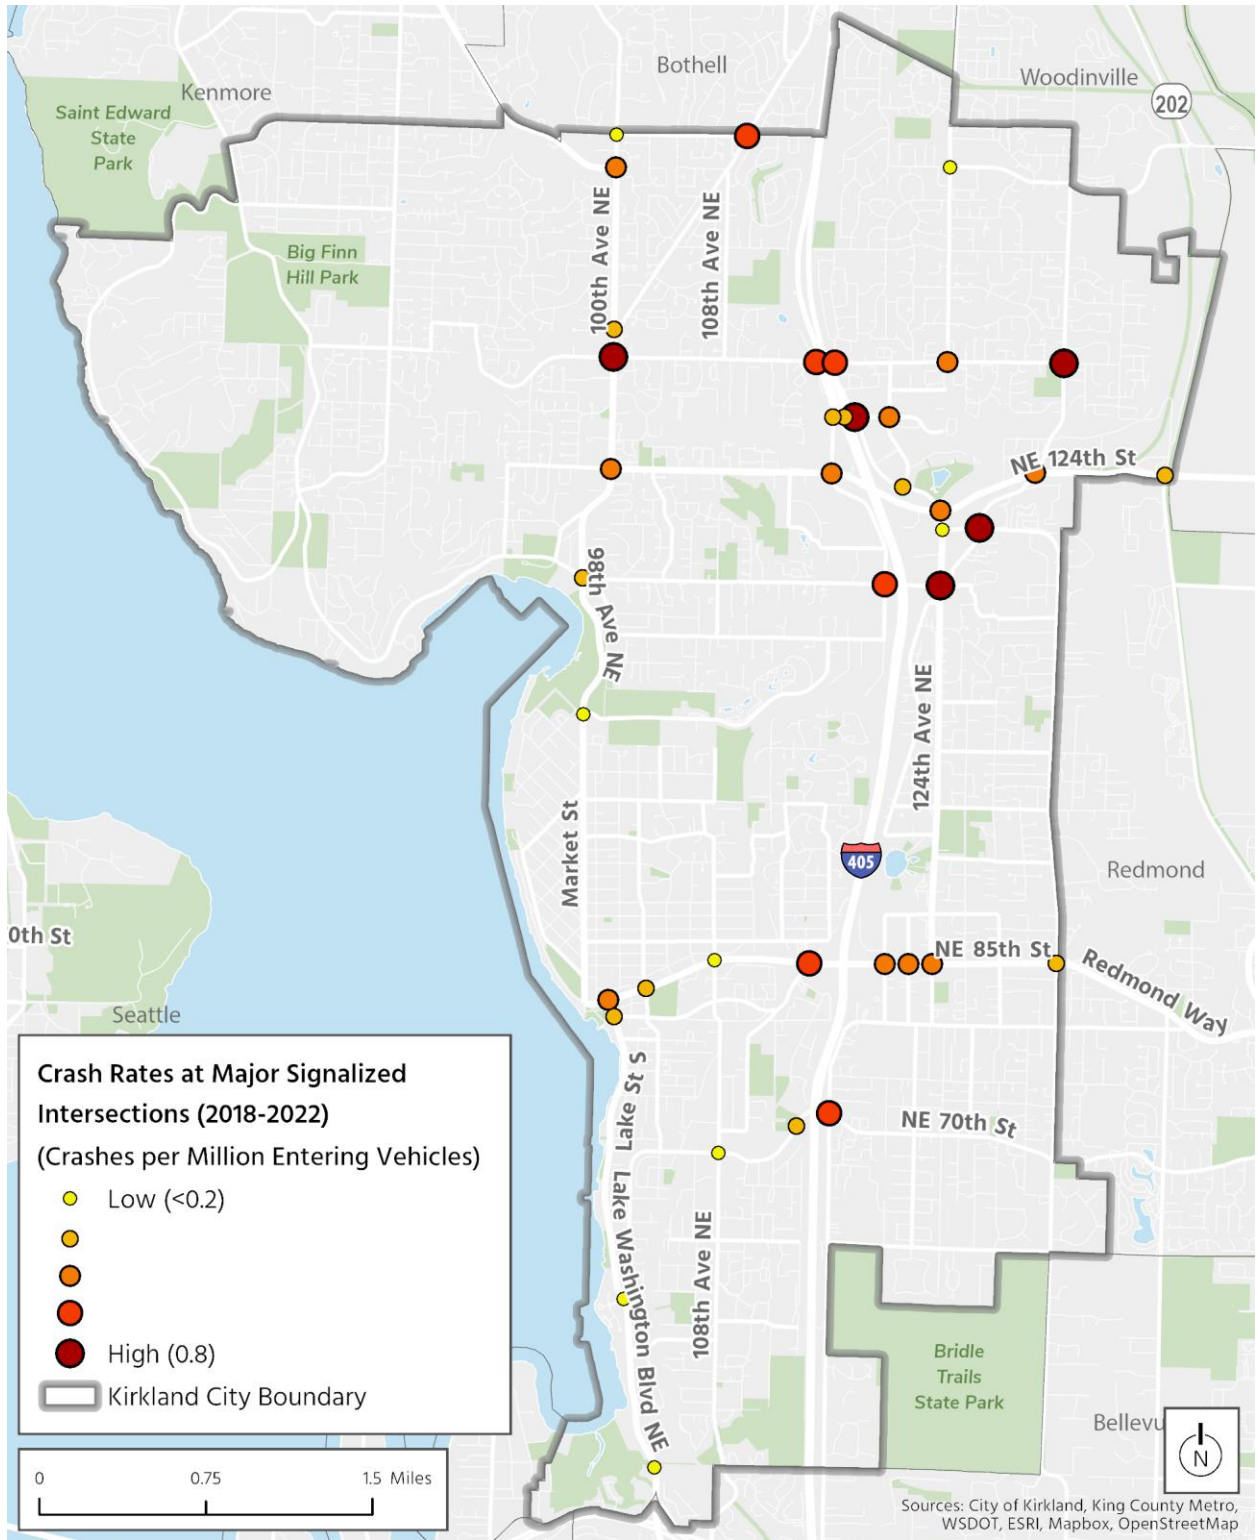 Bothell
Kenmore
Woodinville
202
Saint Edward
State
Park
100th Ave NE
108th Ave NE
Big Finn
Hill Park
NE 124th St
98th Ave NE
124th Ave NE
Market St
405
Redmond
0th St
NE 85th St
Redmond Way
Seattle
Lake St S
NE 70th St
Lake Washington Blvd NE
108th Ave NE
Bridle
Trails
State Park
Bellevu
Crash Rates at Major Signalized
Intersections (2018-2022)
(Crashes per Million Entering Vehicles)
Low (<0.2)
High (0.8)
Kirkland City Boundary
0 0.75 1.5 Miles
N
Sources: City of Kirkland, King County Metro,
WSDOT, ESRI, Mapbox, OpenStreetMap